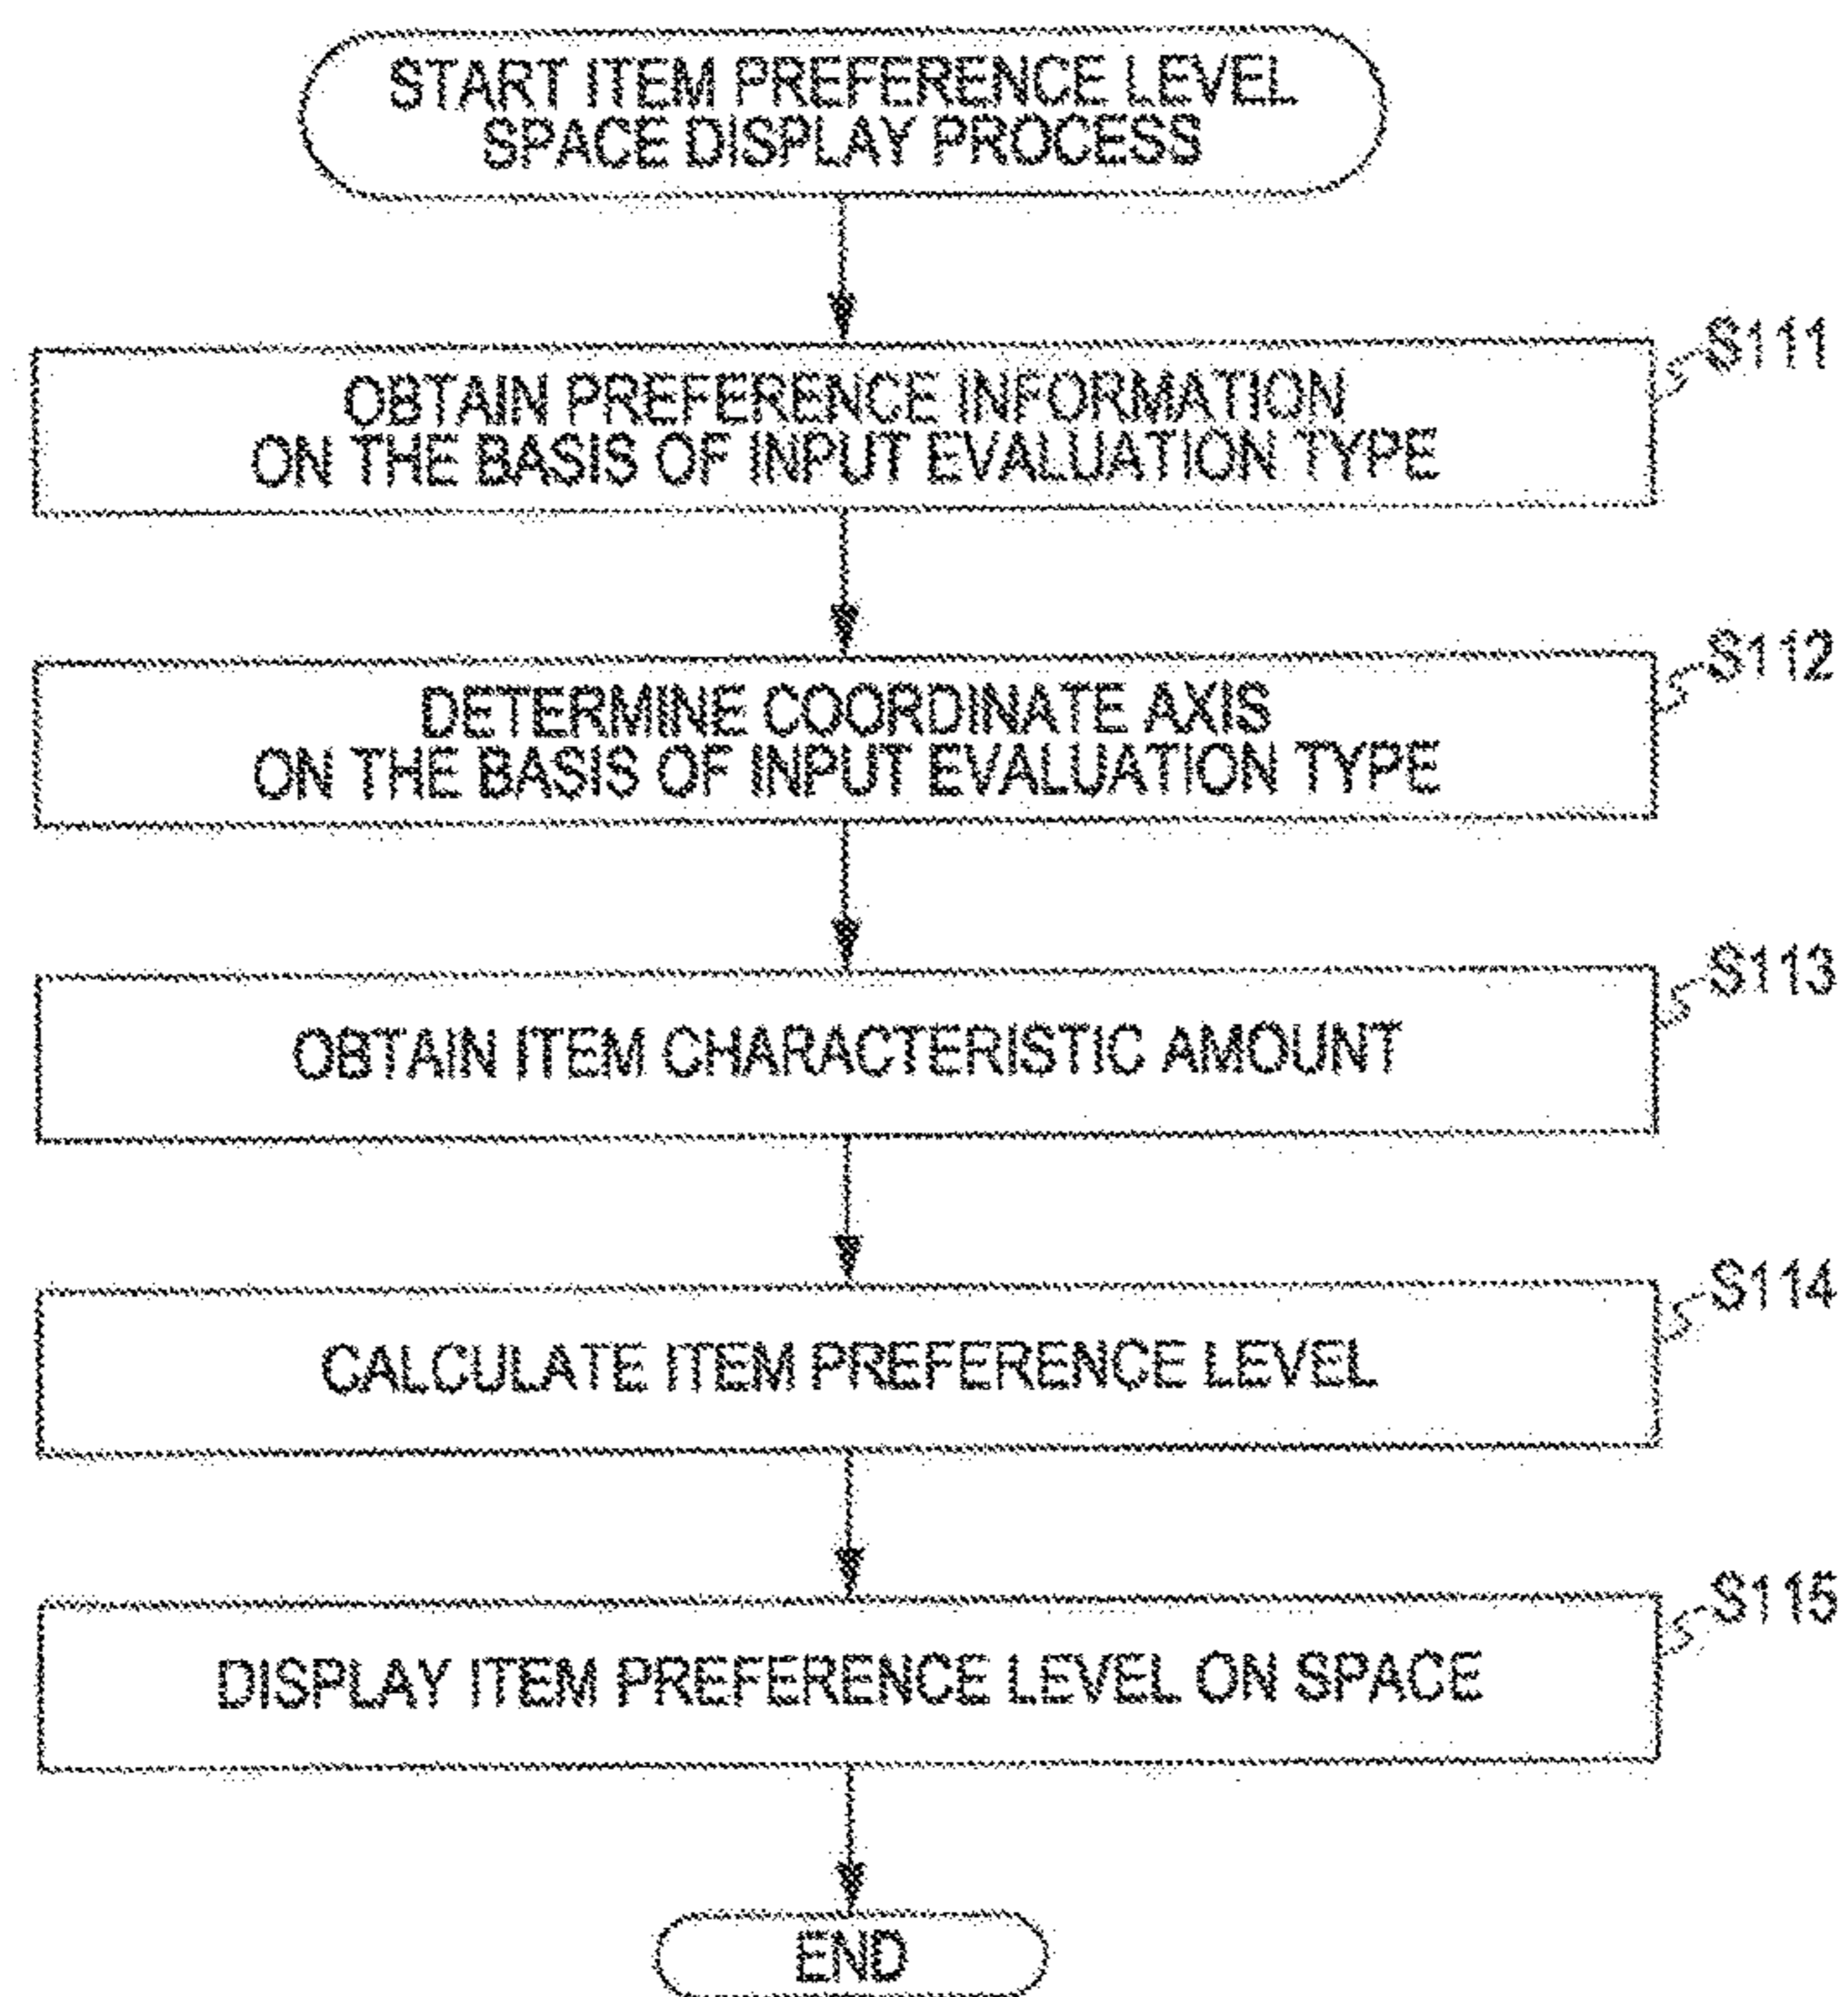 START ITEM PREFERENCE LEVEL
SPACE DISPLAY PROCESS
S111
OBTAIN PREFERENCE INFORMATION
ON THE BASIS OF INPUT EVALUATION TYPE
S112
DETERMINE COORDINATE AXIS
ON THE BASIS OF INPUT EVALUATION TYPE
S113
OBTAIN ITEM CHARACTERISTIC AMOUNT
S114
CALCULATE ITEM PREFERENCE LEVEL
S115
DISPLAY ITEM PREFERENCE LEVEL ON SPACE
END